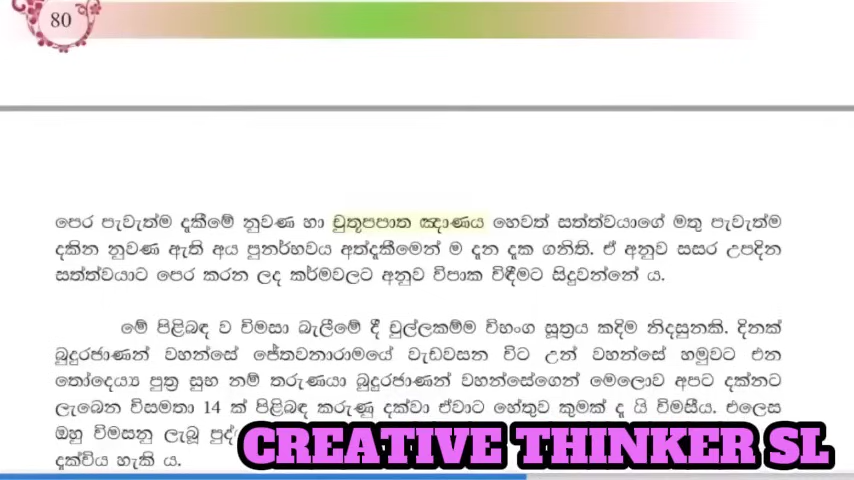 80
පෙර පැවැත්ම දැකීමේ නුවණ හා චුතූපපාත ඤාණය හෙවත් සත්ත්වයාගේ මතු පැවැත්ම
දකින නුවණ ඇති අය පුනර්භවය අත්දැකීමෙන් ම දැන දැක ගනිති. ඒ අනුව සසර උපදින
සත්ත්වයාට පෙර කරන ලද කර්මවලට අනුව විපාක විඳීමට සිදුවන්නේ ය.
මේ පිළිබඳ ව විමසා බැලීමේ දී චුල්ලකම්ම විභංග සූත්‍රය කදිම නිදසුනකි. දිනක්
බුදුරජාණන් වහන්සේ ජේතවනාරාමයේ වැඩවසන විට උන් වහන්සේ හමුවට එන
තෝදෙය්‍ය පුත්‍ර සුභ නම් තරුණයා බුදුරජාණන් වහන්සේගෙන් මෙලොව අපට දක්නට
ලැබෙන විසමතා 14 ක් පිළිබඳ කරුණු දක්වා ඒවාට හේතුව කුමක් දැ යි විමසීය. එලෙස
ඔහු විමසනු ලැබූ
දැක්විය හැකි ය.
CREATIVE THINKER SL